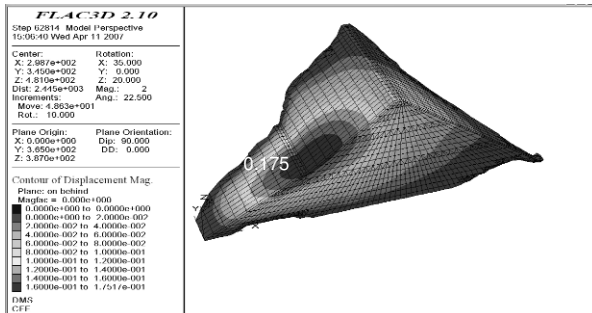 FLAC3D 2.10
Step 62814 Model Perspective
15:06:40 Wed Apr 11 2007
Center: Rotation:
X: 2.987e+002 X: 35.000
Y: 3.450e+002 Y: 0.000
Z: 4.810e+002 Z: 20.000
Dist: 2.445e+003 Mag.: 2
Increments: Ang.: 22.500
Move: 4.863e+001
Rot.: 10.000
Plane Origin: Plane Orientation:
X: 0.000e+000 Dip: 90.000
Y: 3.650e+002 DD: 0.000
Z: 3.870e+002
Contour of Displacement Mag.
Plane: on behind
Magfac = 0.000e+000
0.0000e+000 to 0.0000e+000
0.0000e+000 to 2.0000e-002
2.0000e-002 to 4.0000e-002
4.0000e-002 to 6.0000e-002
6.0000e-002 to 8.0000e-002
8.0000e-002 to 1.0000e-001
1.0000e-001 to 1.2000e-001
1.2000e-001 to 1.4000e-001
1.4000e-001 to 1.6000e-001
1.6000e-001 to 1.7517e-001
DMS
0.175
Z
Y
X